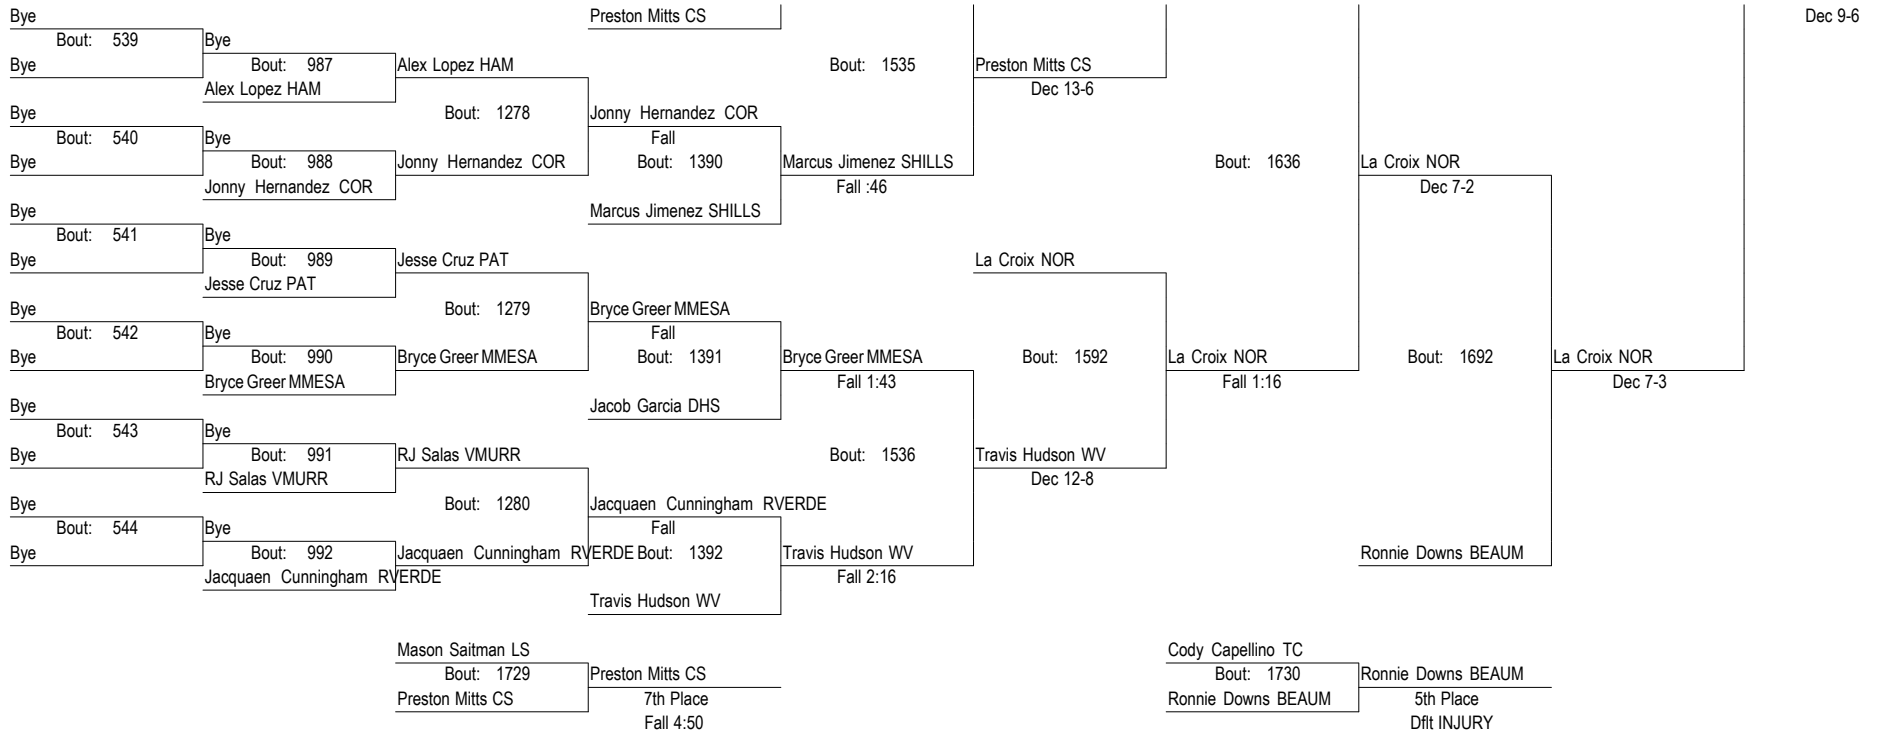 Bye Preston Mitts CS Dec 9-6
Bout: 539 Bye
Bye Bout: 987 Alex Lopez HAM Bout: 1535 Preston Mitts CS
Alex Lopez HAM Dec 13-6
Bye Bout: 1278 Jonny Hernandez COR
Bout: 540 Bye Fall
Bye Bout: 988 Jonny Hernandez COR Bout: 1390 Marcus Jimenez SHILLS Bout: 1636 La Croix NOR
Jonny Hernandez COR Fall :46 Dec 7-2
Bye Marcus Jimenez SHILLS
Bout: 541 Bye
Bye Bout: 989 Jesse Cruz PAT La Croix NOR
Jesse Cruz PAT
Bye Bout: 1279 Bryce Greer MMESA
Bout: 542 Bye Fall
Bye Bout: 990 Bryce Greer MMESA Bout: 1391 Bryce Greer MMESA Bout: 1592 La Croix NOR Bout: 1692 La Croix NOR
Bryce Greer MMESA Fall 1:43 Fall 1:16 Dec 7-3
Bye Jacob Garcia DHS
Bout: 543 Bye
Bye Bout: 991 RJ Salas VMURR Bout: 1536 Travis Hudson WV
RJ Salas VMURR Dec 12-8
Bye Bout: 1280 Jacquaen Cunningham RVERDE
Bout: 544 Bye Fall
Bye Bout: 992 Jacquaen Cunningham RVERDE Bout: 1392 Travis Hudson WV Ronnie Downs BEAUM
Jacquaen Cunningham RVERDE Fall 2:16
Travis Hudson WV
Mason Saitman LS Cody Capellino TC
Bout: 1729 Preston Mitts CS Bout: 1730 Ronnie Downs BEAUM
Preston Mitts CS 7th Place Ronnie Downs BEAUM 5th Place
Fall 4:50 Dflt INJURY